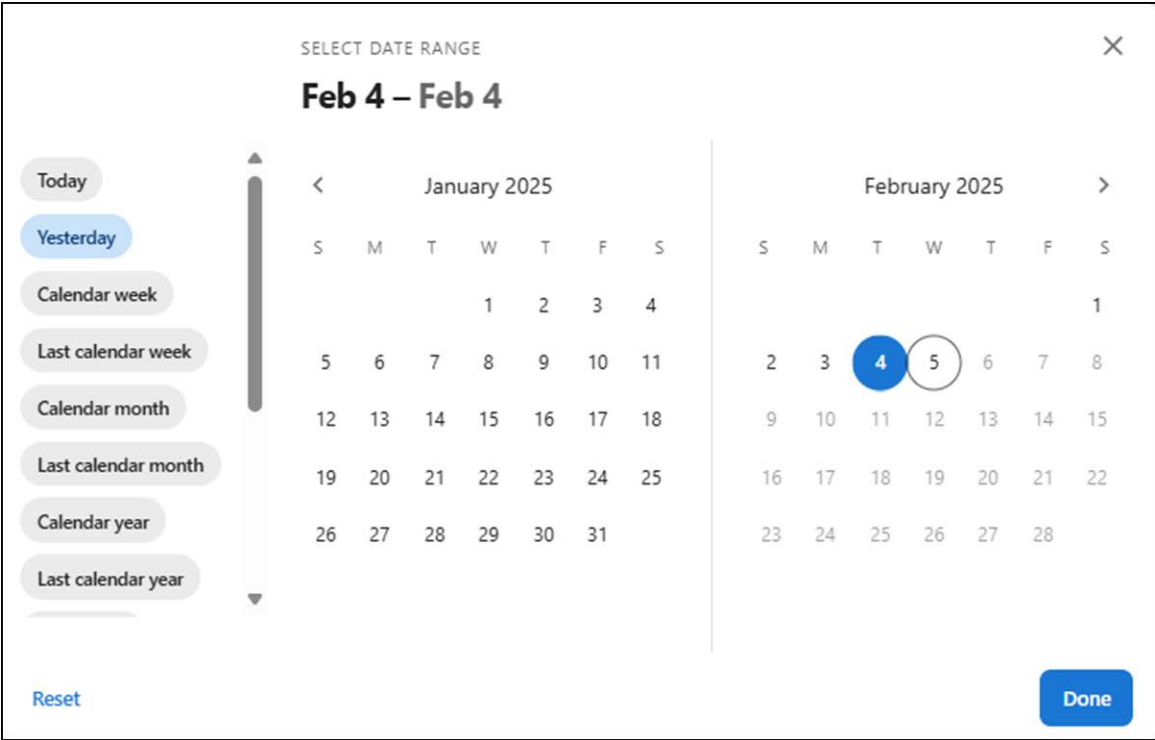 SELECT DATE RANGE
Feb 4 – Feb 4
Today
Yesterday
Calendar week
Last calendar week
Calendar month
Last calendar month
Calendar year
Last calendar year
January 2025
S M T W T F S
1 2 3 4
5 6 7 8 9 10 11
12 13 14 15 16 17 18
19 20 21 22 23 24 25
26 27 28 29 30 31
February 2025
S M T W T F S
1
2 3 4 5 6 7 8
9 10 11 12 13 14 15
16 17 18 19 20 21 22
23 24 25 26 27 28
Reset
Done